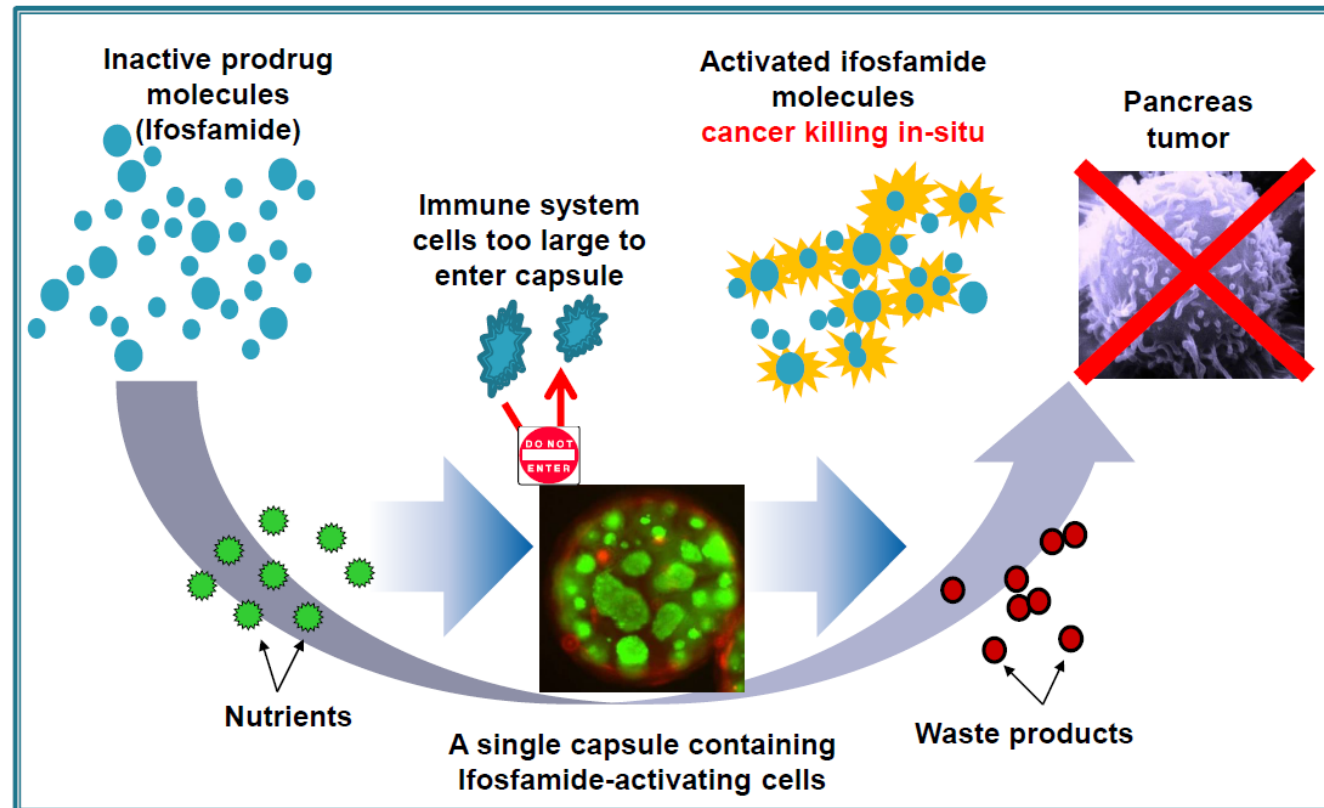 Inactive prodrug
molecules
(Ifosfamide)
Activated ifosfamide
molecules
cancer killing in-situ
Pancreas
tumor
Immune system
cells too large to
enter capsule
DO NOT
ENTER
Nutrients
A single capsule containing
Ifosfamide-activating cells
Waste products